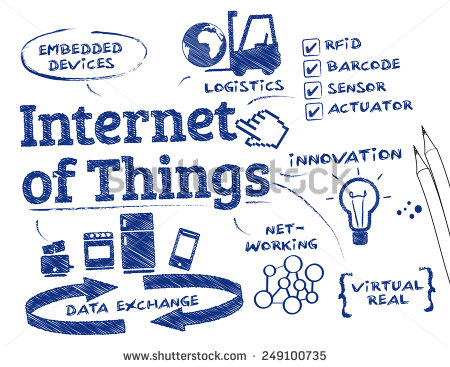 EMBEDDED
DEVICES
LOGISTICS
RFiD
BARCODE
SENSOR
ACTUATOR
Internet
of Things
iNNOVATiON
NET-
WORKiNG
DATA EXCHANGE
{ViRTUAL
REAL}
shutterstock
www.shutterstock.com · 249100735